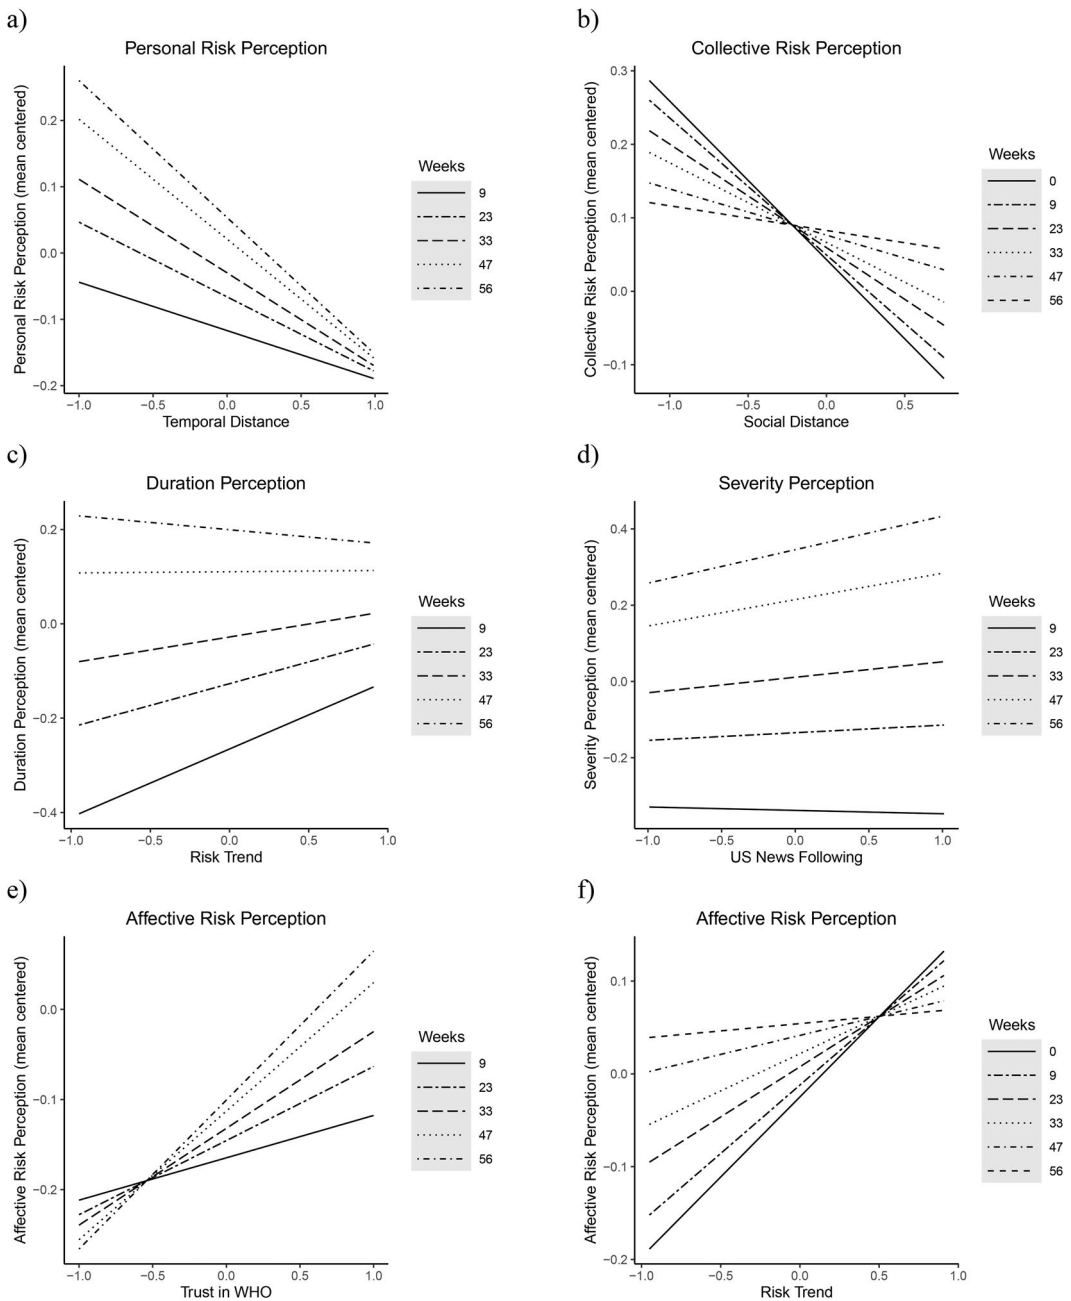 a)
Personal Risk Perception
Personal Risk Perception (mean centered)
0.2
0.1
0.0
−0.1
−0.2
−1.0 −0.5 0.0 0.5 1.0
Temporal Distance
Weeks
9
23
33
47
56
b)
Collective Risk Perception
Collective Risk Perception (mean centered)
0.3
0.2
0.1
0.0
−0.1
−1.0 −0.5 0.0 0.5
Social Distance
Weeks
0
9
23
33
47
56
c)
Duration Perception
Duration Perception (mean centered)
0.2
0.0
−0.2
−0.4
−1.0 −0.5 0.0 0.5 1.0
Risk Trend
Weeks
9
23
33
47
56
d)
Severity Perception
Severity Perception (mean centered)
0.4
0.2
0.0
−0.2
−1.0 −0.5 0.0 0.5 1.0
US News Following
Weeks
9
23
33
47
56
e)
Affective Risk Perception
Affective Risk Perception (mean centered)
0.0
−0.1
−0.2
−1.0 −0.5 0.0 0.5 1.0
Trust in WHO
Weeks
9
23
33
47
56
f)
Affective Risk Perception
Affective Risk Perception (mean centered)
0.1
0.0
−0.1
−0.2
−1.0 −0.5 0.0 0.5 1.0
Risk Trend
Weeks
0
9
23
33
47
56